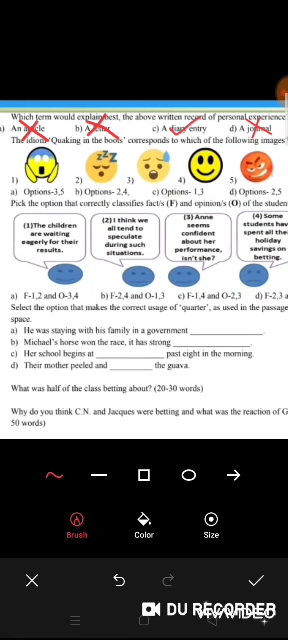 Which term would explain best, the above written record of personal experience
a) An article b) A letter c) A diary entry d) A journal
The idiom 'Quaking in the boots' corresponds to which of the following images
1) 2) 3) 4) 5)
a) Options-3,5 b) Options- 2,4, c) Options- 1,3 d) Options- 2,5
Pick the option that correctly classifies fact/s (F) and opinion/s (O) of the studen
(1)The children
are waiting
eagerly for their
results.
(2) I think we
all tend to
speculate
during such
situations.
(3) Anne
seems
confident
about her
performance,
isn't she?
(4) Some
students hav
spent all the
holiday
savings on
betting.
a) F-1,2 and O-3,4 b) F-2,4 and O-1,3 c) F-1,4 and O-2,3 d) F-2,3 a
Select the option that makes the correct usage of 'quarter', as used in the passage
space.
a) He was staying with his family in a government ____________.
b) Michael's horse won the race, it has strong ____________.
c) Her school begins at ____________ past eight in the morning.
d) Their mother peeled and ________ the guava.
What was half of the class betting about? (20-30 words)
Why do you think C.N. and Jacques were betting and what was the reaction of G
50 words)
Brush Color Size
DU RECORDER
VIVAVIDEO